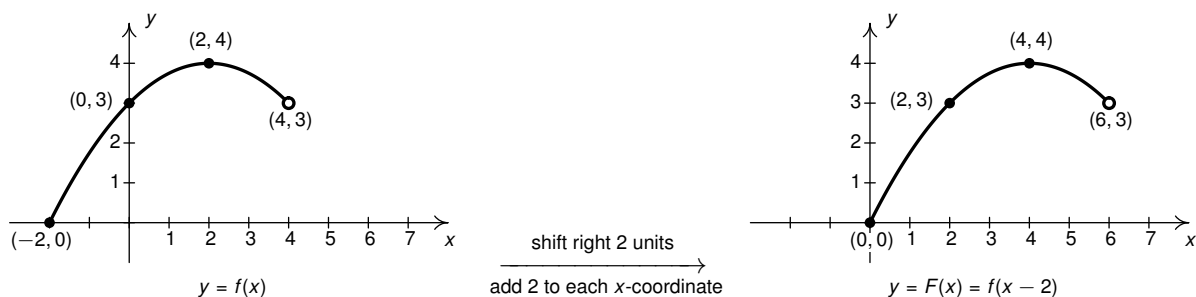 y
(2, 4)
4
(0, 3)
(4, 3)
2
1
(−2, 0)
1 2 3 4 5 6 7
x
y = f(x)
shift right 2 units
add 2 to each x-coordinate
y
(4, 4)
4
(2, 3)
3
(6, 3)
2
1
(0, 0)
1 2 3 4 5 6 7
x
y = F(x) = f(x − 2)